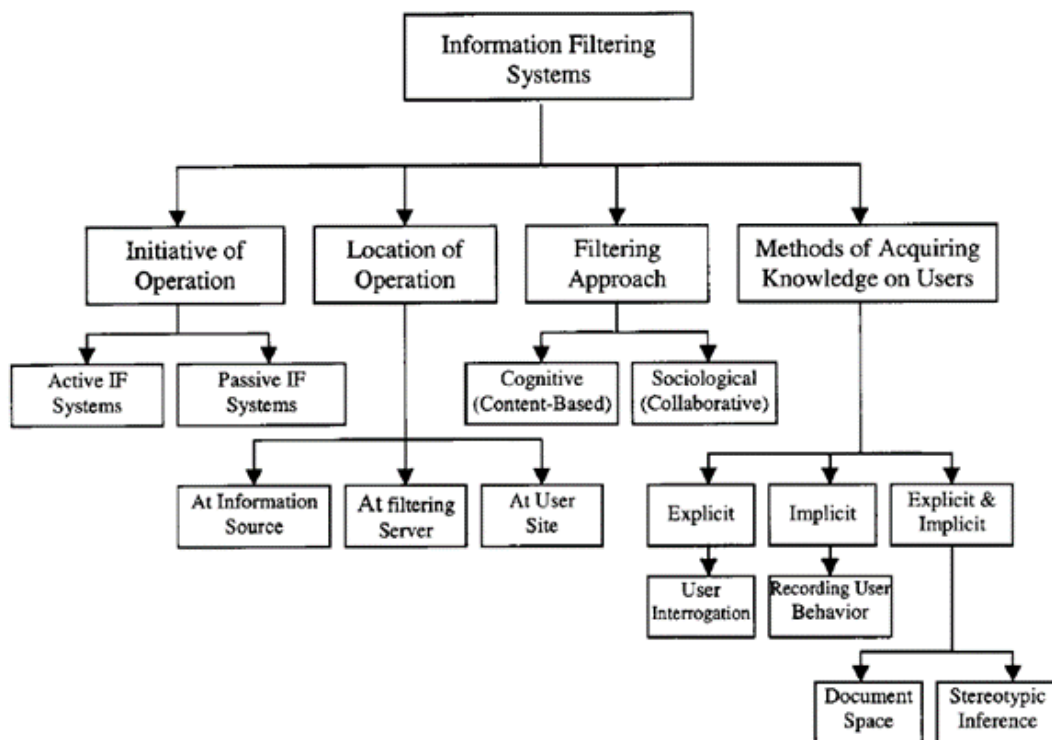 Information Filtering
Systems
Initiative of
Operation
Location of
Operation
Filtering
Approach
Methods of Acquiring
Knowledge on Users
Active IF
Systems
Passive IF
Systems
Cognitive
(Content-Based)
Sociological
(Collaborative)
At Information
Source
At filtering
Server
At User
Site
Explicit
Implicit
Explicit &
Implicit
User
Interrogation
Recording User
Behavior
Document
Space
Stereotypic
Inference